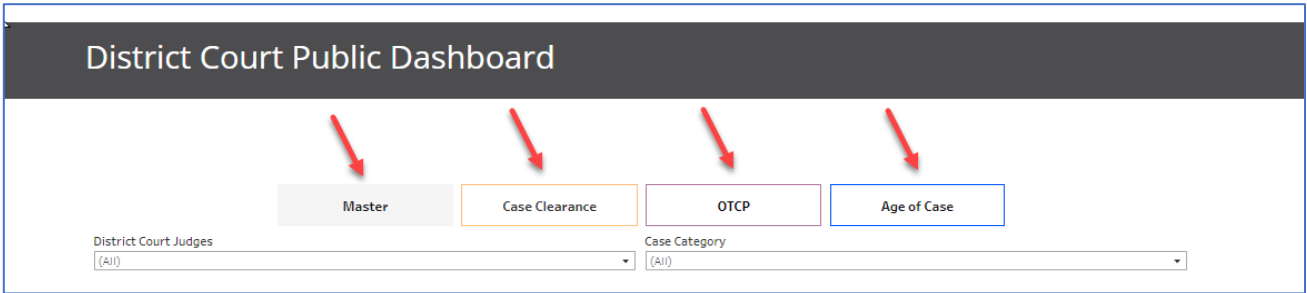 District Court Public Dashboard
Master Case Clearance OTCP Age of Case
District Court Judges Case Category
(All) (All)